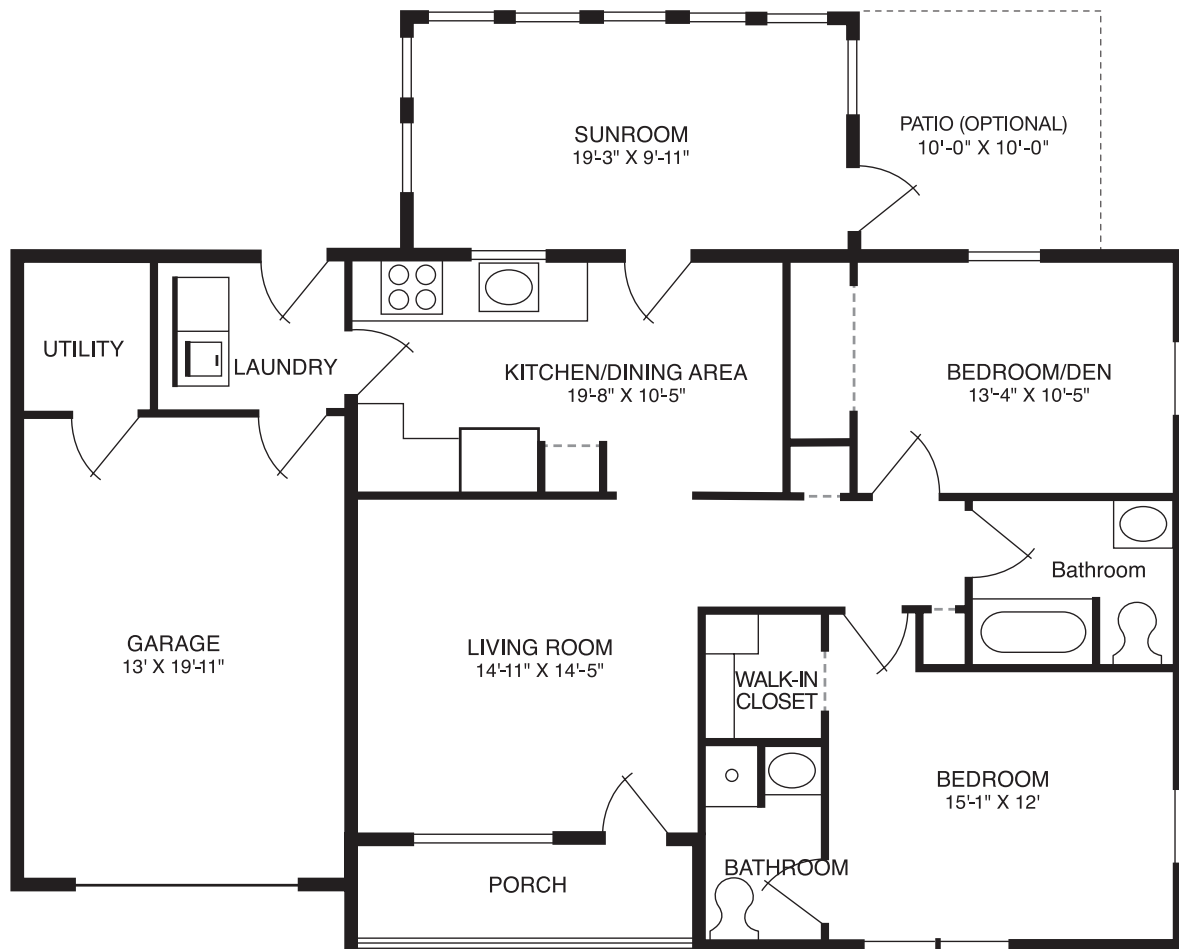 SUNROOM
19'-3" X 9'-11"
PATIO (OPTIONAL)
10'-0" X 10'-0"
UTILITY
LAUNDRY
KITCHEN/DINING AREA
19'-8" X 10'-5"
BEDROOM/DEN
13'-4" X 10'-5"
Bathroom
GARAGE
13' X 19'-11"
LIVING ROOM
14'-11" X 14'-5"
WALK-IN
CLOSET
BEDROOM
15'-1" X 12'
BATHROOM
PORCH